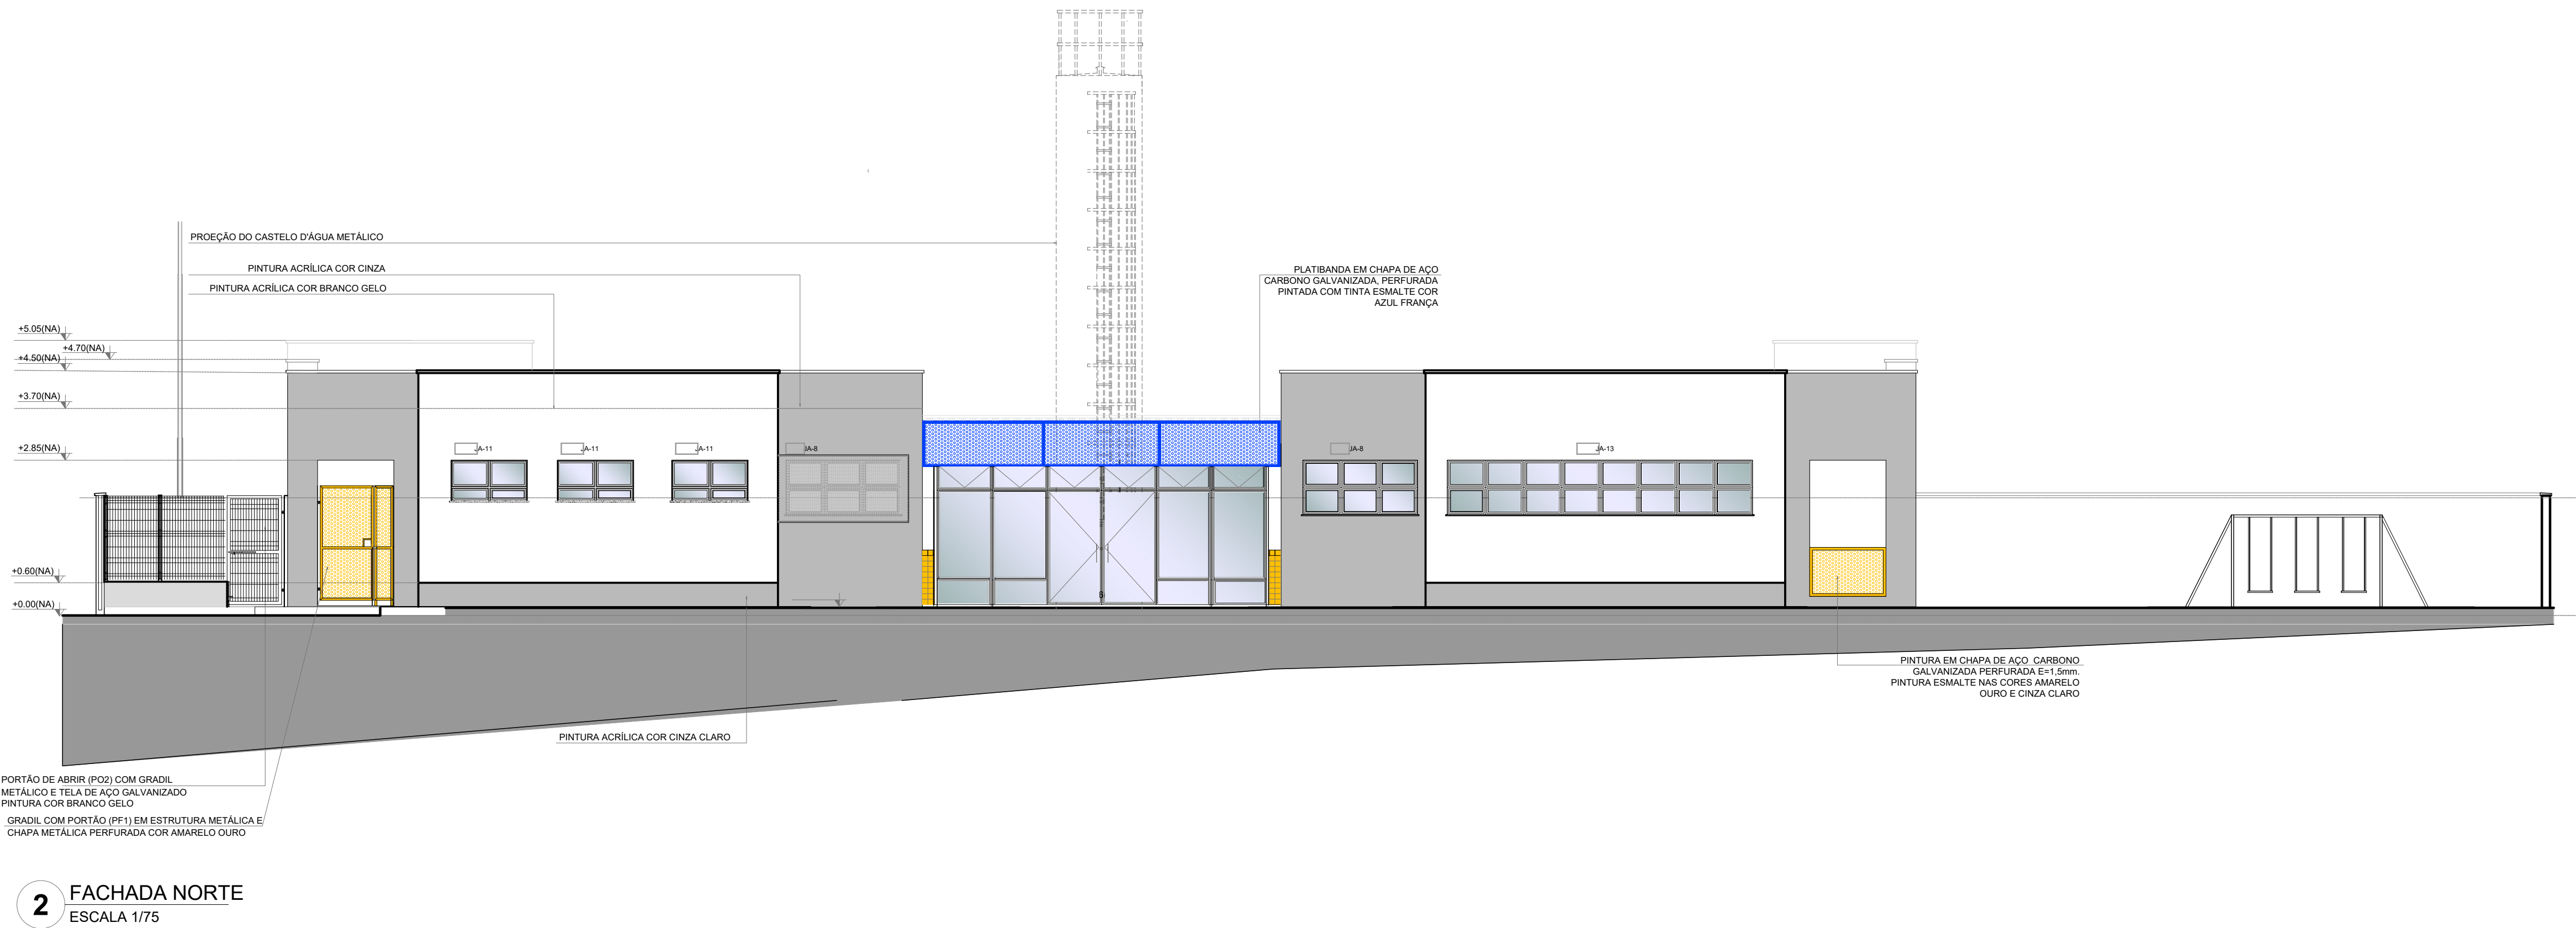 PROEÇÃO DO CASTELO D'ÁGUA METÁLICO
PINTURA ACRÍLICA COR CINZA
PINTURA ACRÍLICA COR BRANCO GELO
PLATIBANDA EM CHAPA DE AÇO
CARBONO GALVANIZADA, PERFURADA
PINTADA COM TINTA ESMALTE COR
AZUL FRANÇA
+5.05(NA)
+4.70(NA)
+4.50(NA)
+3.70(NA)
+2.85(NA)
+0.60(NA)
+0.00(NA)
JA-11
JA-11
JA-11
JA-8
JA-8
JA-13
PINTURA EM CHAPA DE AÇO CARBONO
GALVANIZADA PERFURADA E=1,5mm.
PINTURA ESMALTE NAS CORES AMARELO
OURO E CINZA CLARO
PINTURA ACRÍLICA COR CINZA CLARO
PORTÃO DE ABRIR (PO2) COM GRADIL
METÁLICO E TELA DE AÇO GALVANIZADO
PINTURA COR BRANCO GELO
GRADIL COM PORTÃO (PF1) EM ESTRUTURA METÁLICA E
CHAPA METÁLICA PERFURADA COR AMARELO OURO
2
FACHADA NORTE
ESCALA 1/75